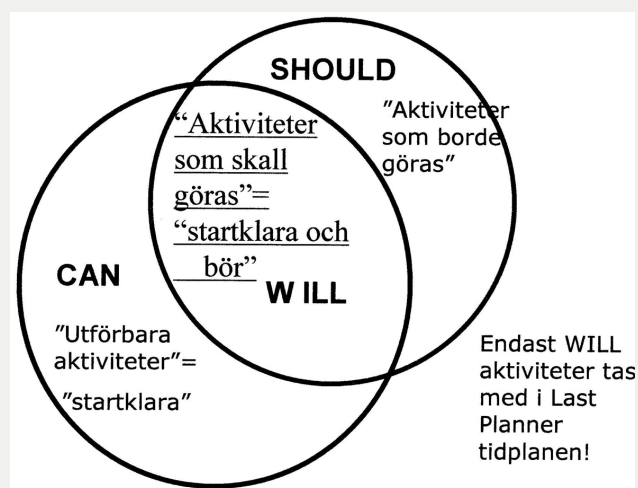 SHOULD
"Aktiviteter
som borde
göras"
“Aktiviteter
som skall
göras”=
“startklara och
bör”
WILL
CAN
"Utförbara
aktiviteter"=
"startklara"
Endast WILL
aktiviteter tas
med i Last
Planner
tidplanen!